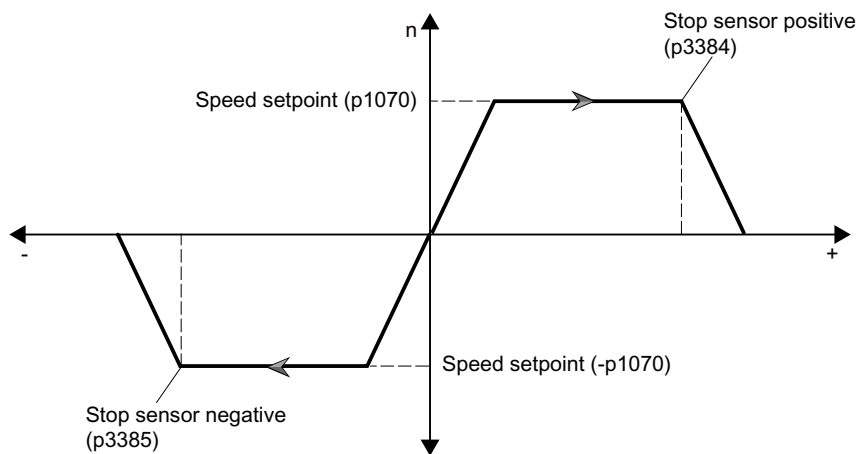 n
Stop sensor positive
(p3384)
Speed setpoint (p1070)
-
+
Speed setpoint (-p1070)
Stop sensor negative
(p3385)